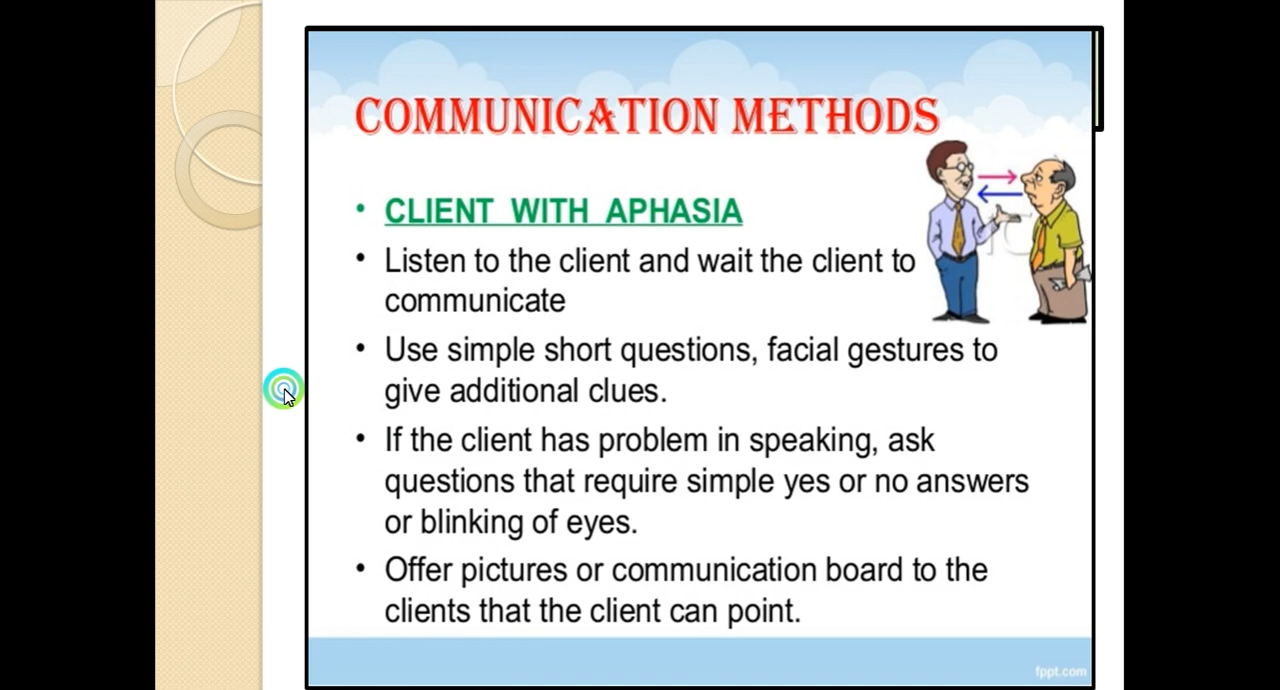 COMMUNICATION METHODS
• CLIENT WITH APHASIA
• Listen to the client and wait the client to
communicate
• Use simple short questions, facial gestures to
give additional clues.
• If the client has problem in speaking, ask
questions that require simple yes or no answers
or blinking of eyes.
• Offer pictures or communication board to the
clients that the client can point.
fppt.com